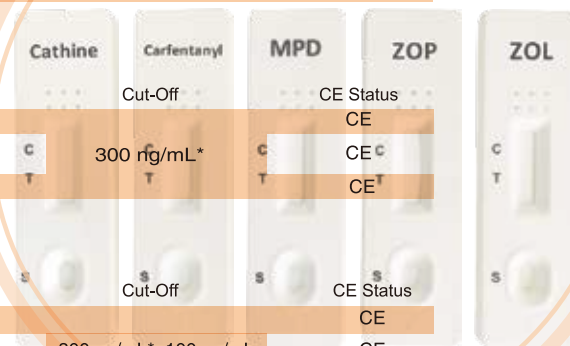 Cathine Carfentanyl MPD ZOP ZOL
Cut-Off CE Status
CE
C C C C C
300 ng/mL* CE
T T T T T
CE
S S S S S
Cut-Off CE Status
CE
CE